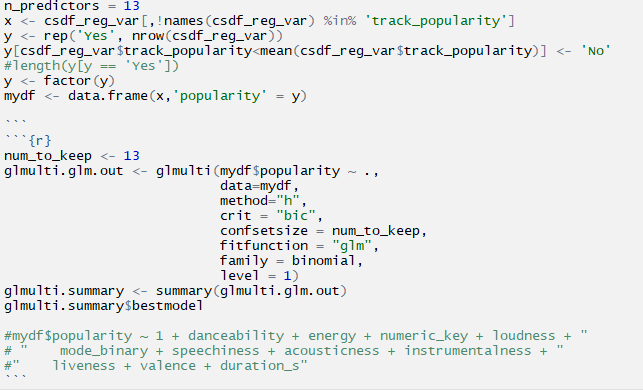 n_predictors = 13
x <- csdf_reg_var[,!names(csdf_reg_var) %in% 'track_popularity']
y <- rep('Yes', nrow(csdf_reg_var))
y[csdf_reg_var$track_popularity<mean(csdf_reg_var$track_popularity)] <- 'No'
#length(y[y == 'Yes'])
y <- factor(y)
mydf <- data.frame(x,'popularity' = y)
```
```{r}
num_to_keep <- 13
glmulti.glm.out <- glmulti(mydf$popularity ~ .,
data=mydf,
method="h",
crit = "bic",
confsetsize = num_to_keep,
fitfunction = "glm",
family = binomial,
level = 1)
glmulti.summary <- summary(glmulti.glm.out)
glmulti.summary$bestmodel
#mydf$popularity ~ 1 + danceability + energy + numeric_key + loudness + "
# "    mode_binary + speechiness + acousticness + instrumentalness + "
#"    liveness + valence + duration_s"
```